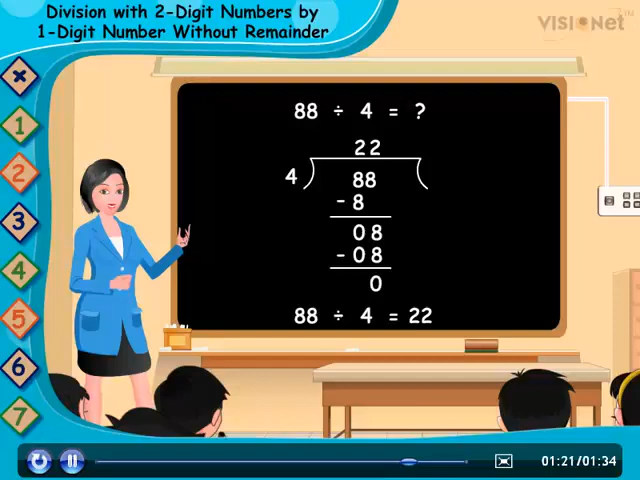 Division with 2-Digit Numbers by
1-Digit Number Without Remainder
VISIONet™
×
1
2
3
4
5
6
7
88 ÷ 4 = ?
22
4 ) 88 (
- 8
08
- 08
0
88 ÷ 4 = 22
01:21/01:34